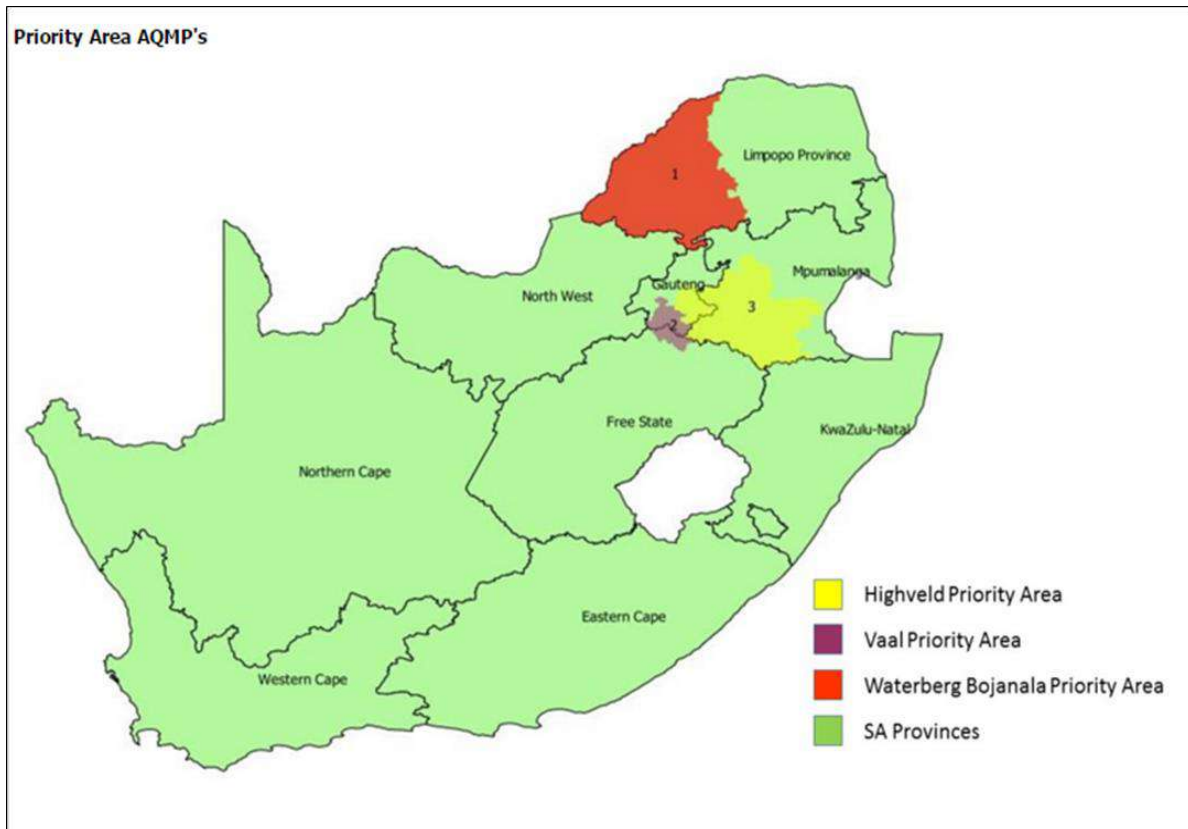 Priority Area AQMP's
Limpopo Province
1
Mpumalanga
Gauteng
North West
3
2
Free State
KwaZulu-Natal
Northern Cape
Highveld Priority Area
Eastern Cape
Vaal Priority Area
Western Cape
Waterberg Bojanala Priority Area
SA Provinces